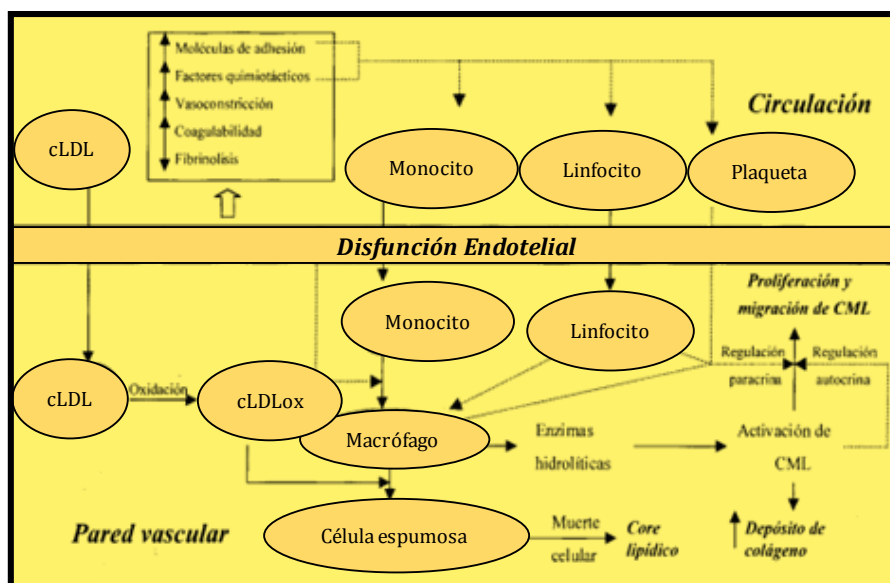 Moléculas de adhesión
Factores quimiotácticos
Vasoconstricción
Coagulabilidad
Fibrinolisis
Circulación
cLDL
Monocito
Linfocito
Plaqueta
Disfunción Endotelial
Proliferación y
migración de CML
Monocito
Linfocito
Regulación
paracrina
Regulación
autocrina
cLDL
Oxidación
cLDLox
Macrófago
Enzimas
hidrolíticas
Activación de
CML
Pared vascular
Célula espumosa
Muerte
celular
Core
lipídico
Depósito de
colágeno